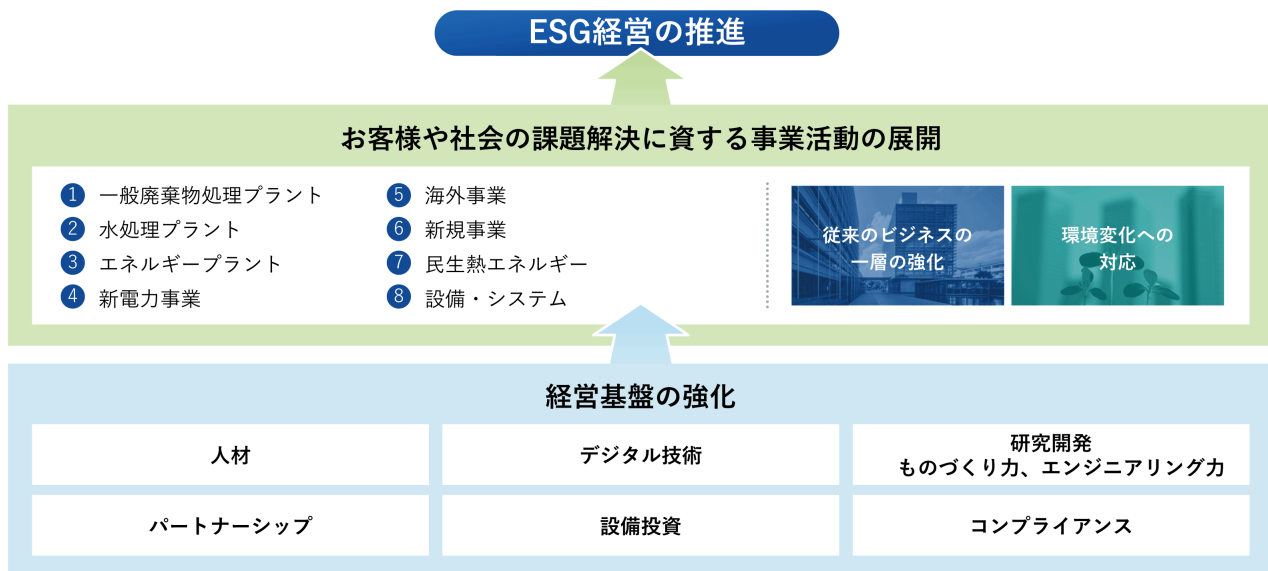 ESG経営の推進
お客様や社会の課題解決に資する事業活動の展開
1 一般廃棄物処理プラント
2 水処理プラント
3 エネルギープラント
4 新電力事業
5 海外事業
6 新規事業
7 民生熱エネルギー
8 設備・システム
従来のビジネスの
一層の強化
環境変化への
対応
経営基盤の強化
人材
デジタル技術
研究開発
ものづくり力、エンジニアリング力
パートナーシップ
設備投資
コンプライアンス